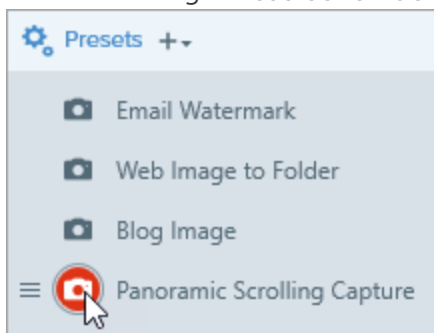 Presets
Email Watermark
Web Image to Folder
Blog Image
Panoramic Scrolling Capture